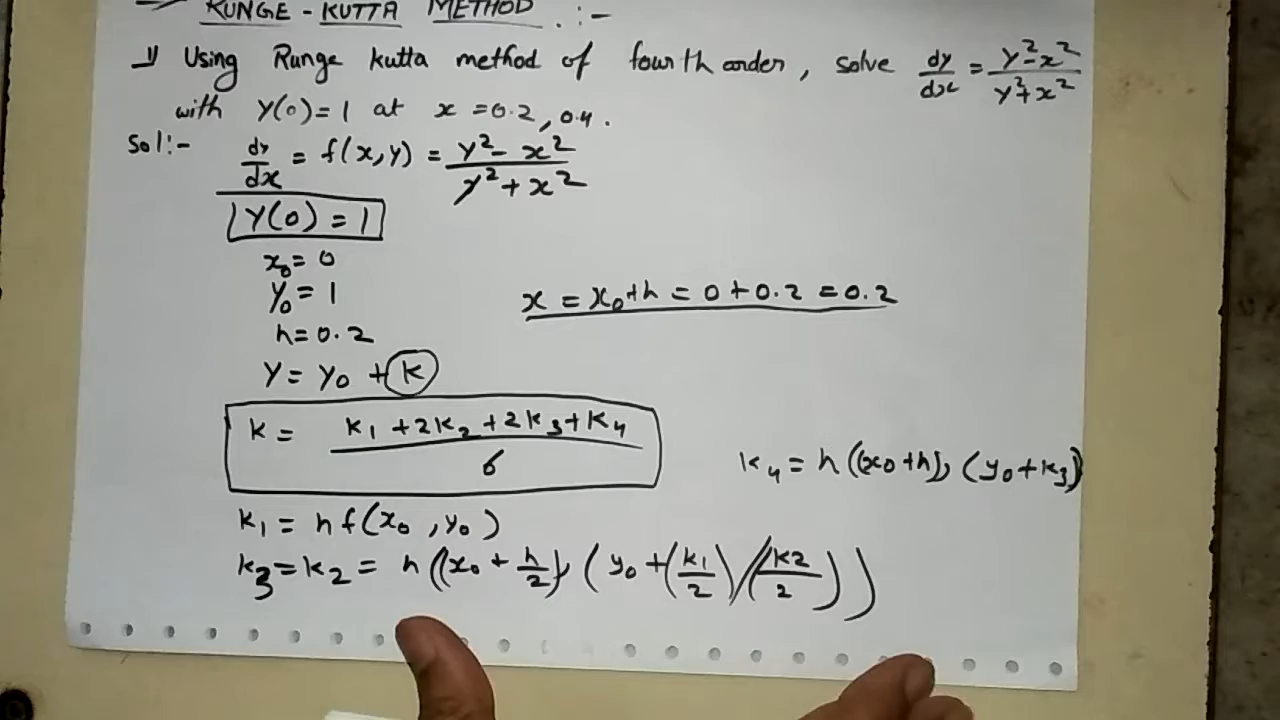 RUNGE - KUTTA METHOD :-
1) Using Runge kutta method of fourth order, solve dy/dx = (y²-x²)/(y²+x²)
with y(0)=1 at x=0.2, 0.4.
Sol:- dy/dx = f(x,y) = (y²-x²)/(y²+x²)
y(0)=1
x₀=0
y₀=1
x = x₀+h = 0+0.2 = 0.2
h=0.2
y = y₀ + k
k = (k₁+2k₂+2k₃+k₄)/6
k₄ = h((x₀+h), (y₀+k₃))
k₁ = hf(x₀,y₀)
k₃=k₂= h((x₀+h/2), (y₀+(k₁/2)/(k2/2)))